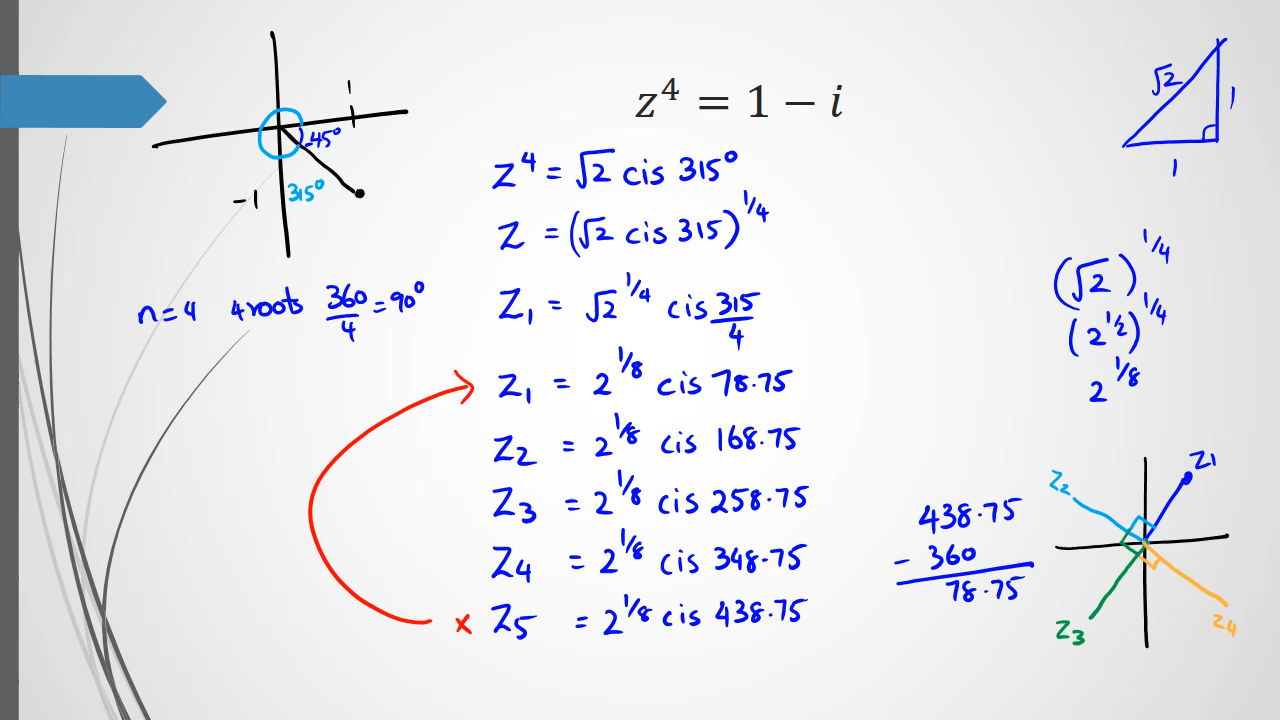 z⁴ = 1 − i
1
-45°
-1
315°
n=4 4 roots 360/4 = 90°
Z⁴ = √2 cis 315°
Z = (√2 cis 315)^1/4
Z₁ = √2^1/4 cis 315/4
Z₁ = 2^1/8 cis 78.75
Z₂ = 2^1/8 cis 168.75
Z₃ = 2^1/8 cis 258.75
Z₄ = 2^1/8 cis 348.75
x Z₅ = 2^1/8 cis 438.75
√2
1
1
(√2)^1/4
(2^1/2)^1/4
2^1/8
438.75
- 360
78.75
Z₁
Z₂
Z₃
Z₄